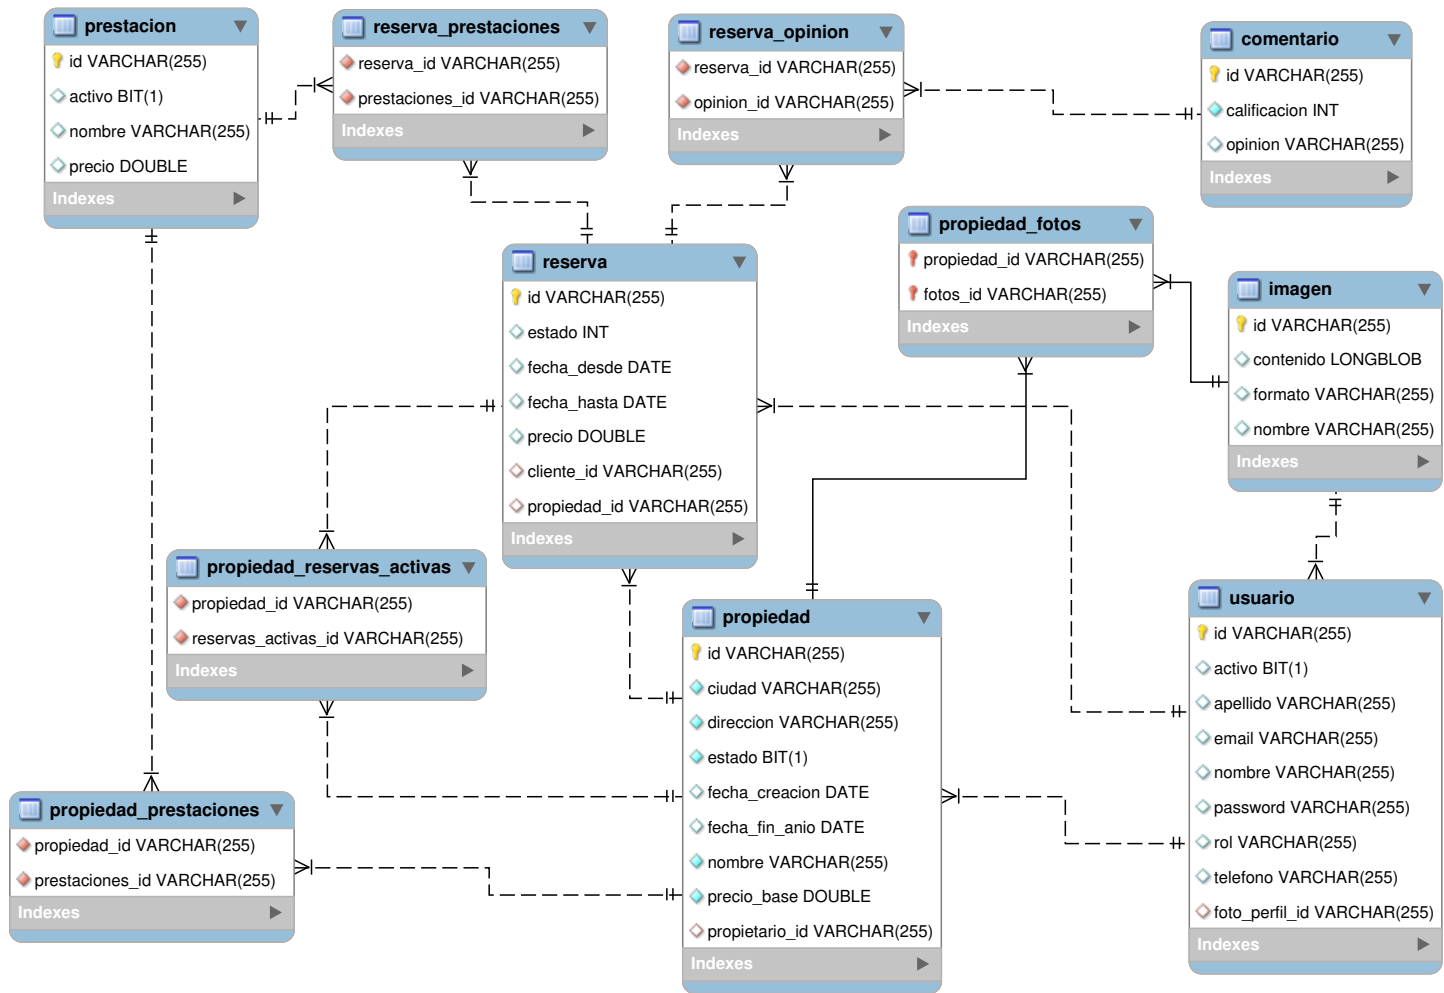 prestacion
id VARCHAR(255)
activo BIT(1)
nombre VARCHAR(255)
precio DOUBLE
Indexes
reserva_prestaciones
reserva_id VARCHAR(255)
prestaciones_id VARCHAR(255)
Indexes
reserva_opinion
reserva_id VARCHAR(255)
opinion_id VARCHAR(255)
Indexes
comentario
id VARCHAR(255)
calificacion INT
opinion VARCHAR(255)
Indexes
propiedad_fotos
propiedad_id VARCHAR(255)
fotos_id VARCHAR(255)
Indexes
reserva
id VARCHAR(255)
estado INT
fecha_desde DATE
fecha_hasta DATE
precio DOUBLE
cliente_id VARCHAR(255)
propiedad_id VARCHAR(255)
Indexes
imagen
id VARCHAR(255)
contenido LONGBLOB
formato VARCHAR(255)
nombre VARCHAR(255)
Indexes
propiedad_reservas_activas
propiedad_id VARCHAR(255)
reservas_activas_id VARCHAR(255)
Indexes
propiedad
id VARCHAR(255)
ciudad VARCHAR(255)
direccion VARCHAR(255)
estado BIT(1)
fecha_creacion DATE
fecha_fin_anio DATE
nombre VARCHAR(255)
precio_base DOUBLE
propietario_id VARCHAR(255)
Indexes
usuario
id VARCHAR(255)
activo BIT(1)
apellido VARCHAR(255)
email VARCHAR(255)
nombre VARCHAR(255)
password VARCHAR(255)
rol VARCHAR(255)
telefono VARCHAR(255)
foto_perfil_id VARCHAR(255)
Indexes
propiedad_prestaciones
propiedad_id VARCHAR(255)
prestaciones_id VARCHAR(255)
Indexes